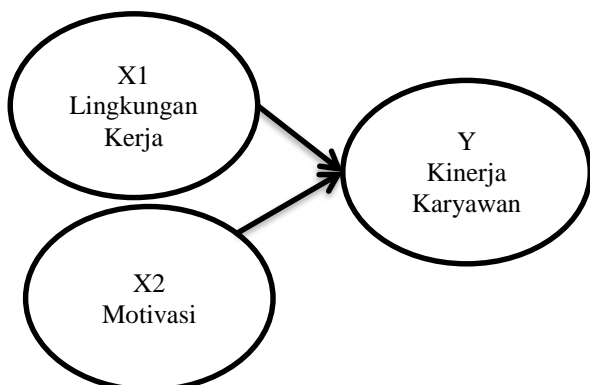 X1
Lingkungan
Kerja
Y
Kinerja
Karyawan
X2
Motivasi